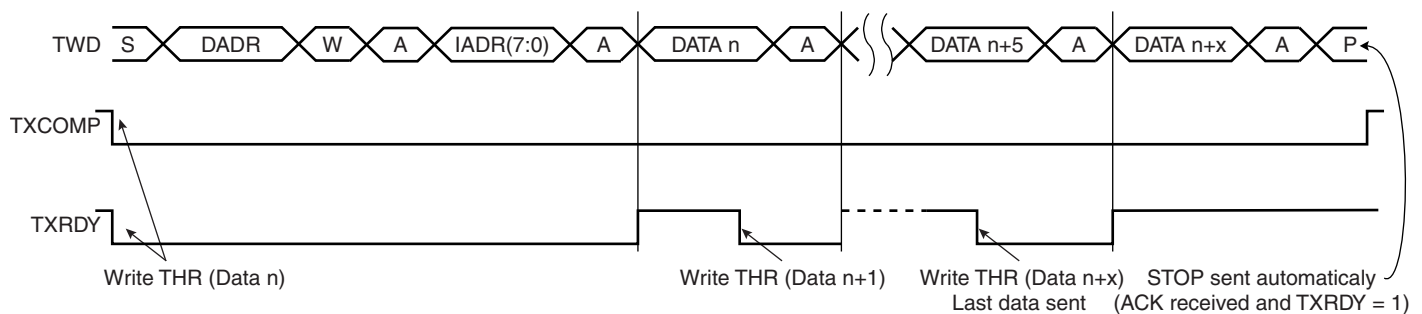 TWD S DADR W A IADR(7:0) A DATA n A DATA n+5 A DATA n+x A P
TXCOMP
TXRDY
Write THR (Data n) Write THR (Data n+1) Write THR (Data n+x) STOP sent automaticaly
Last data sent (ACK received and TXRDY = 1)